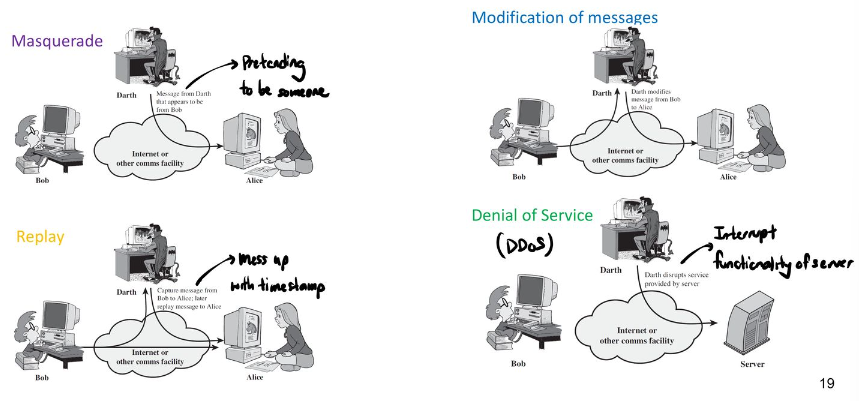 Masquerade
Pretending
to be someone
Darth
Message from Darth
that appears to be
from Bob
Internet or
other comms facility
Bob
Alice
Modification of messages
Darth
Darth modifies
message from Bob
to Alice
Internet or
other comms facility
Bob
Alice
Replay
Mess up
with timestamp
Darth
Capture message from
Bob to Alice; later
replay message to Alice
Internet or
other comms facility
Bob
Alice
Denial of Service
(DDoS)
Interrupt
functionality of server
Darth
Darth disrupts service
provided by server
Internet or
other comms facility
Bob
Server
19